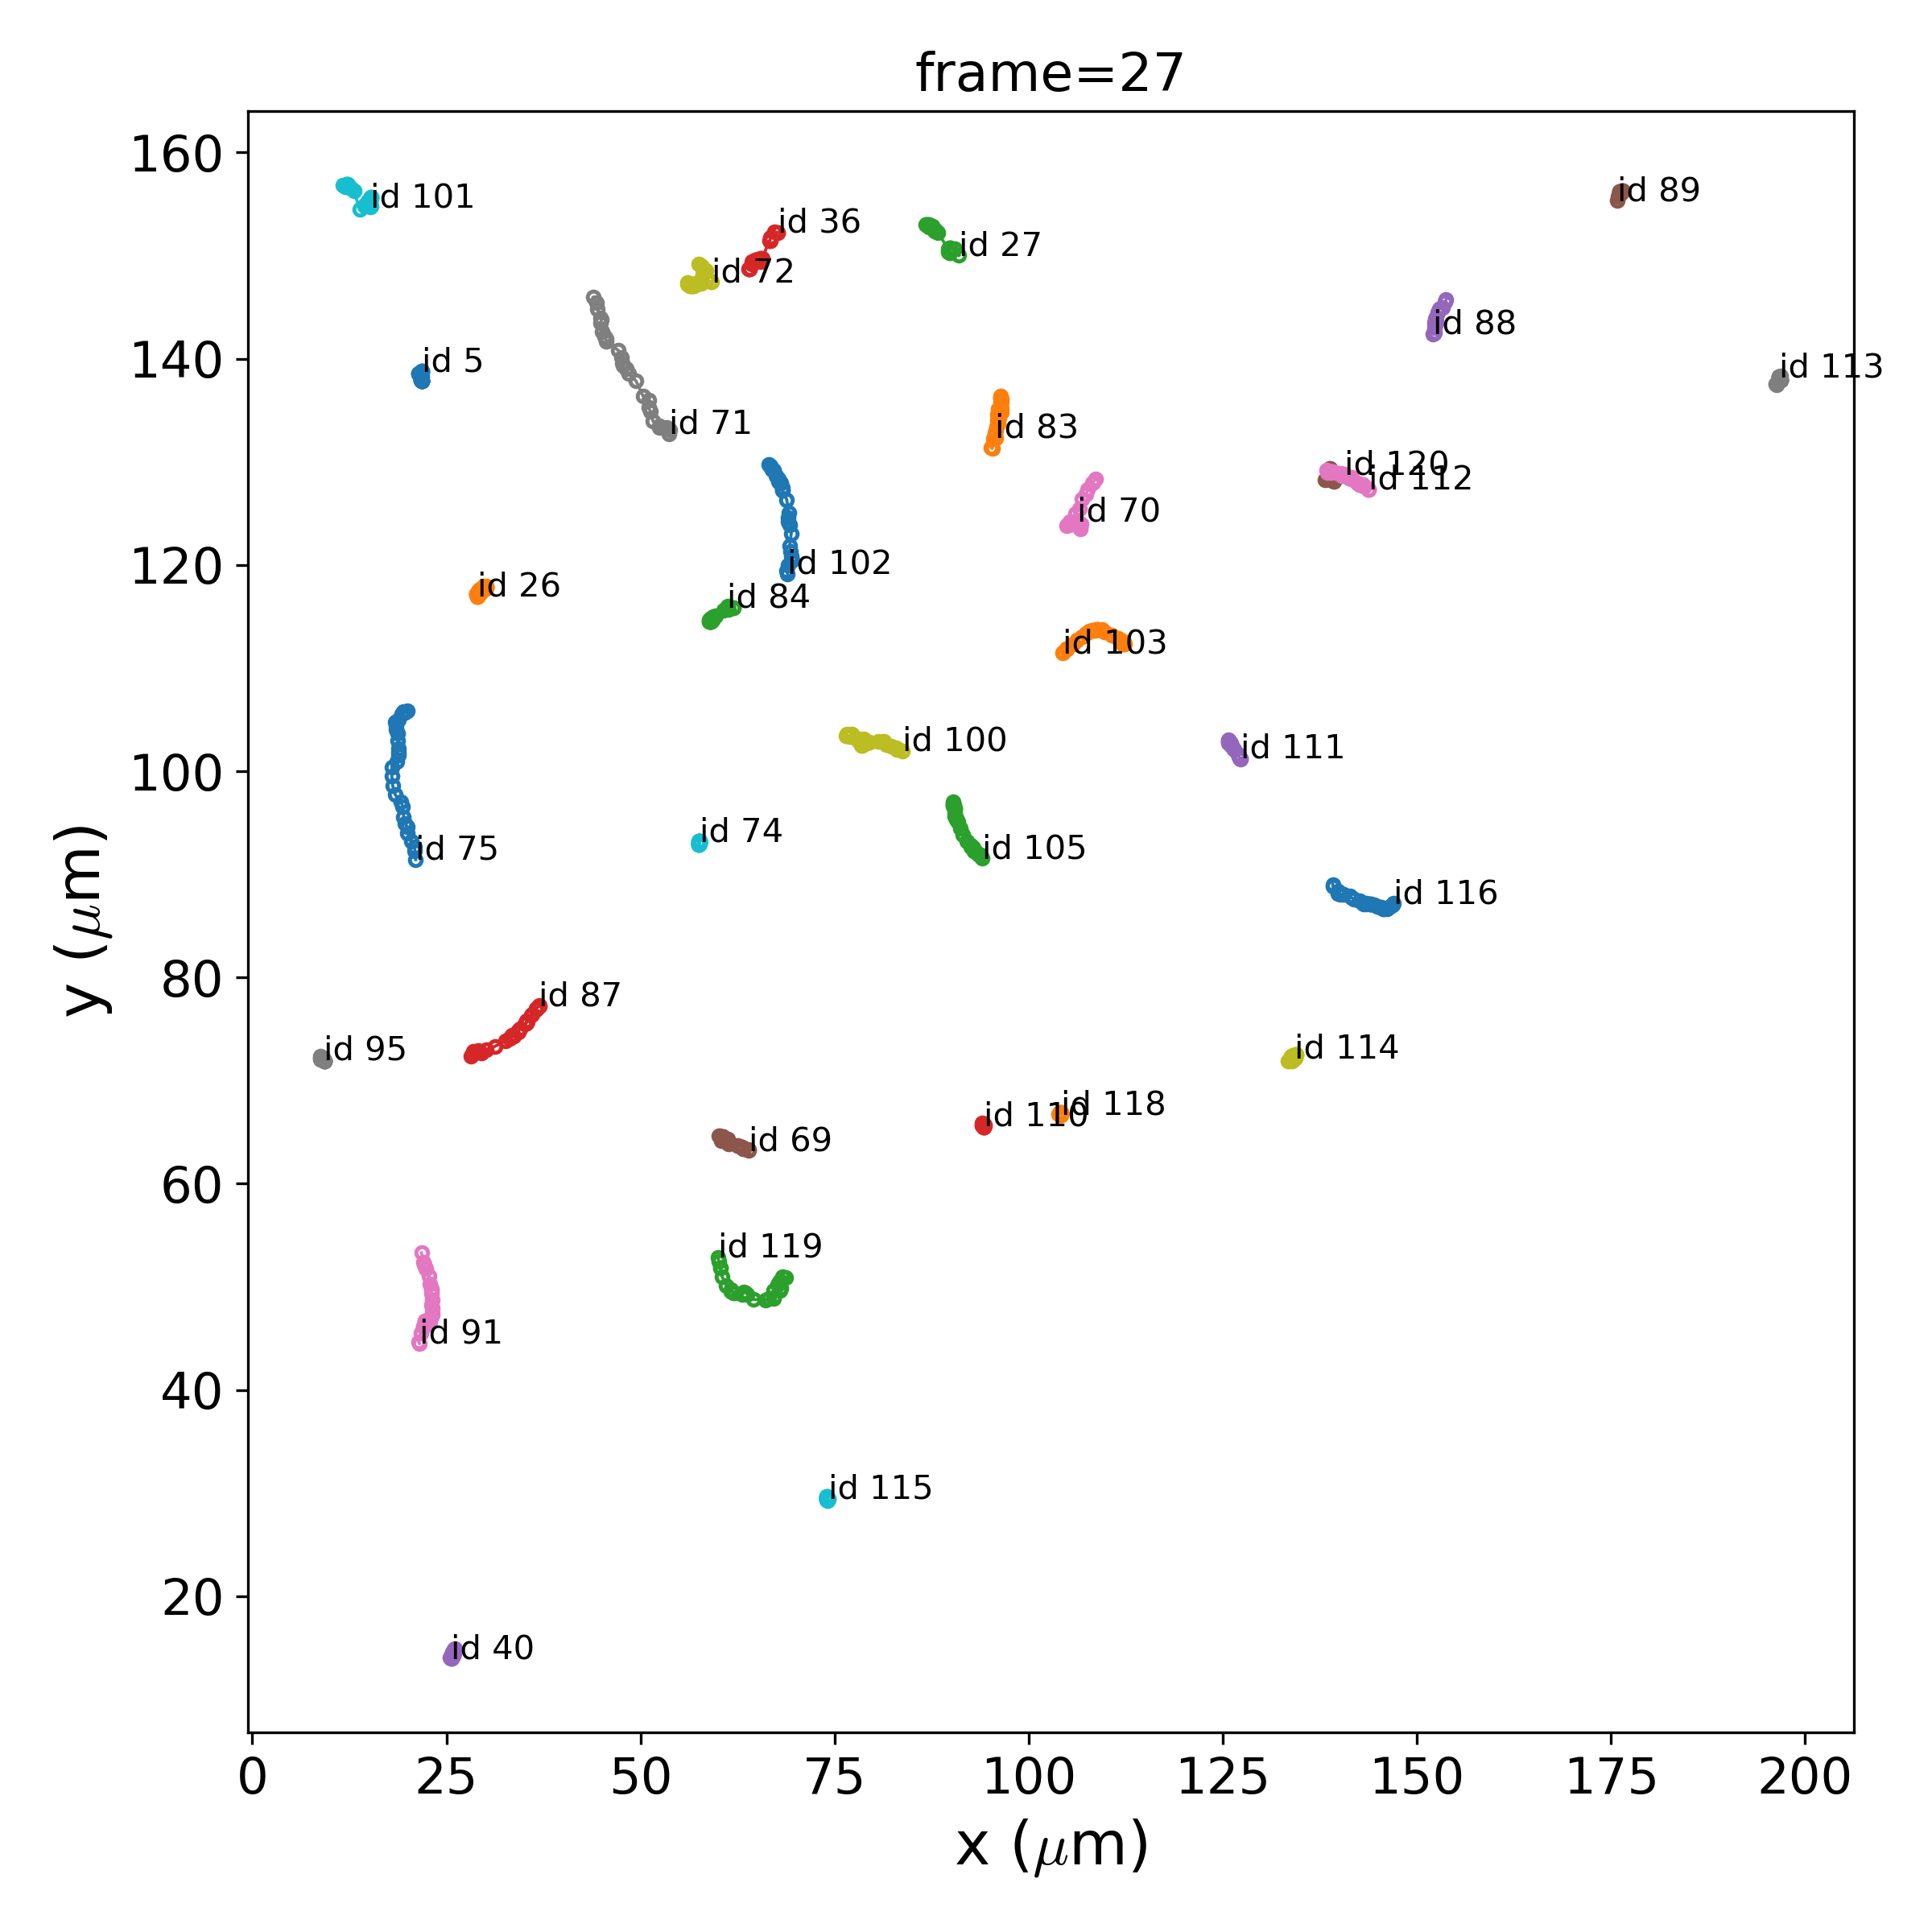 frame=27
160
140
120
100
80
60
40
20
y (μm)
id 101
id 36
id 27
id 89
id 72
id 88
id 5
id 113
id 71
id 83
id 120
id 112
id 70
id 102
id 26
id 84
id 103
id 100
id 111
id 74
id 75
id 105
id 116
id 87
id 95
id 114
id 118
id 110
id 69
id 119
id 91
id 115
id 40
0 25 50 75 100 125 150 175 200
x (μm)